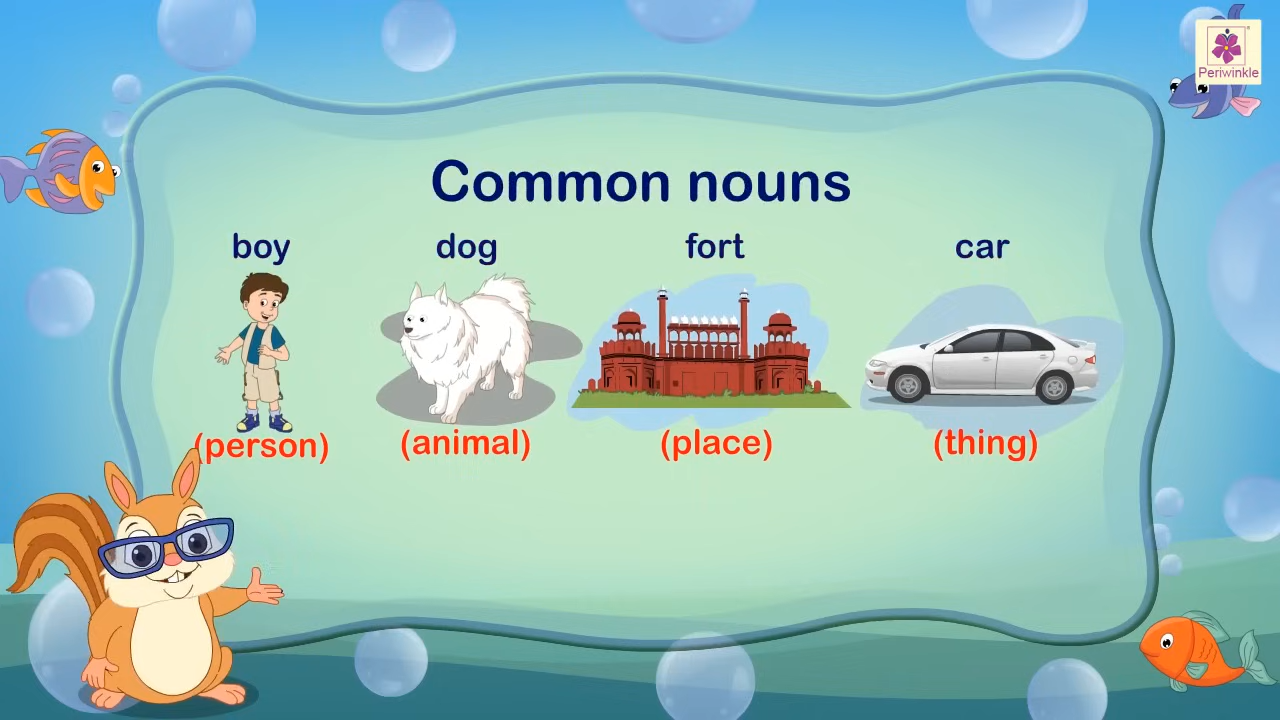 Periwinkle
Common nouns
boy dog fort car
(person) (animal) (place) (thing)